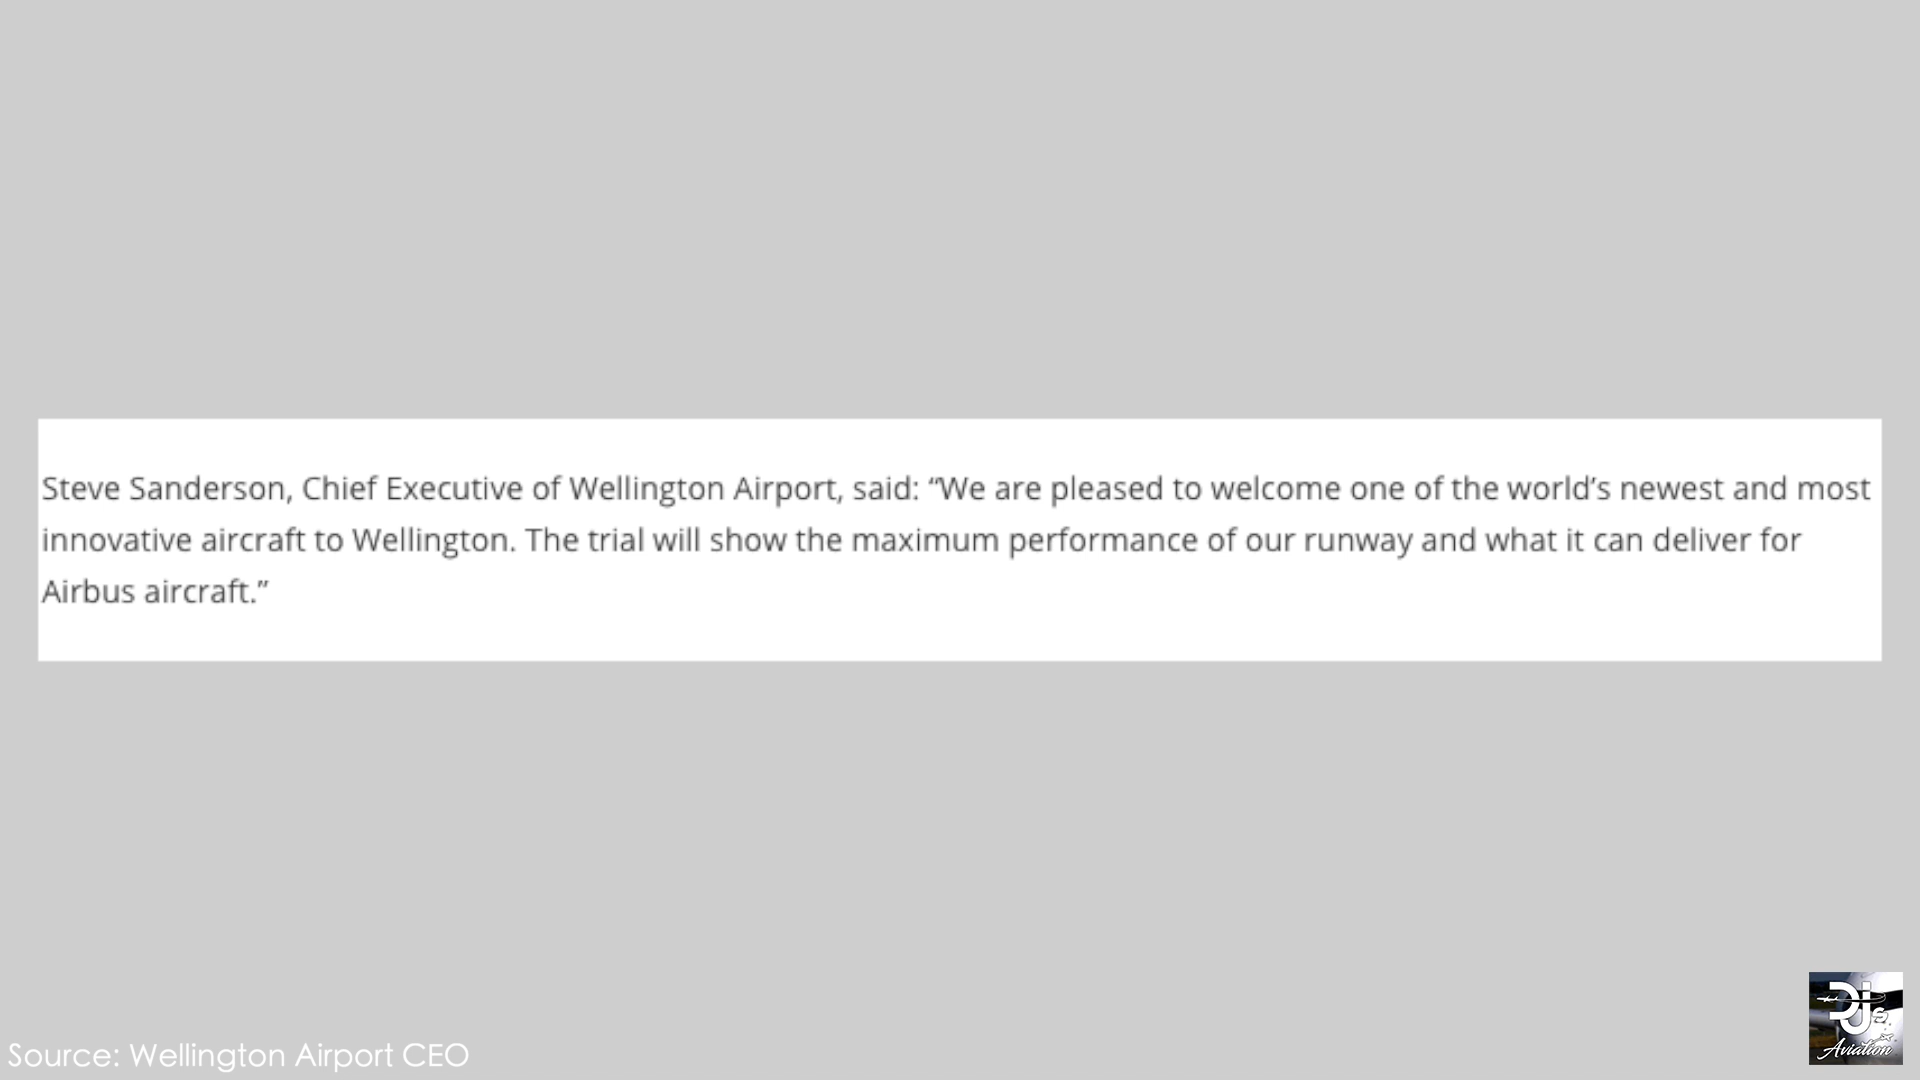 Steve Sanderson, Chief Executive of Wellington Airport, said: “We are pleased to welcome one of the world’s newest and most
innovative aircraft to Wellington. The trial will show the maximum performance of our runway and what it can deliver for
Airbus aircraft.”
Source: Wellington Airport CEO
DJs
Aviation